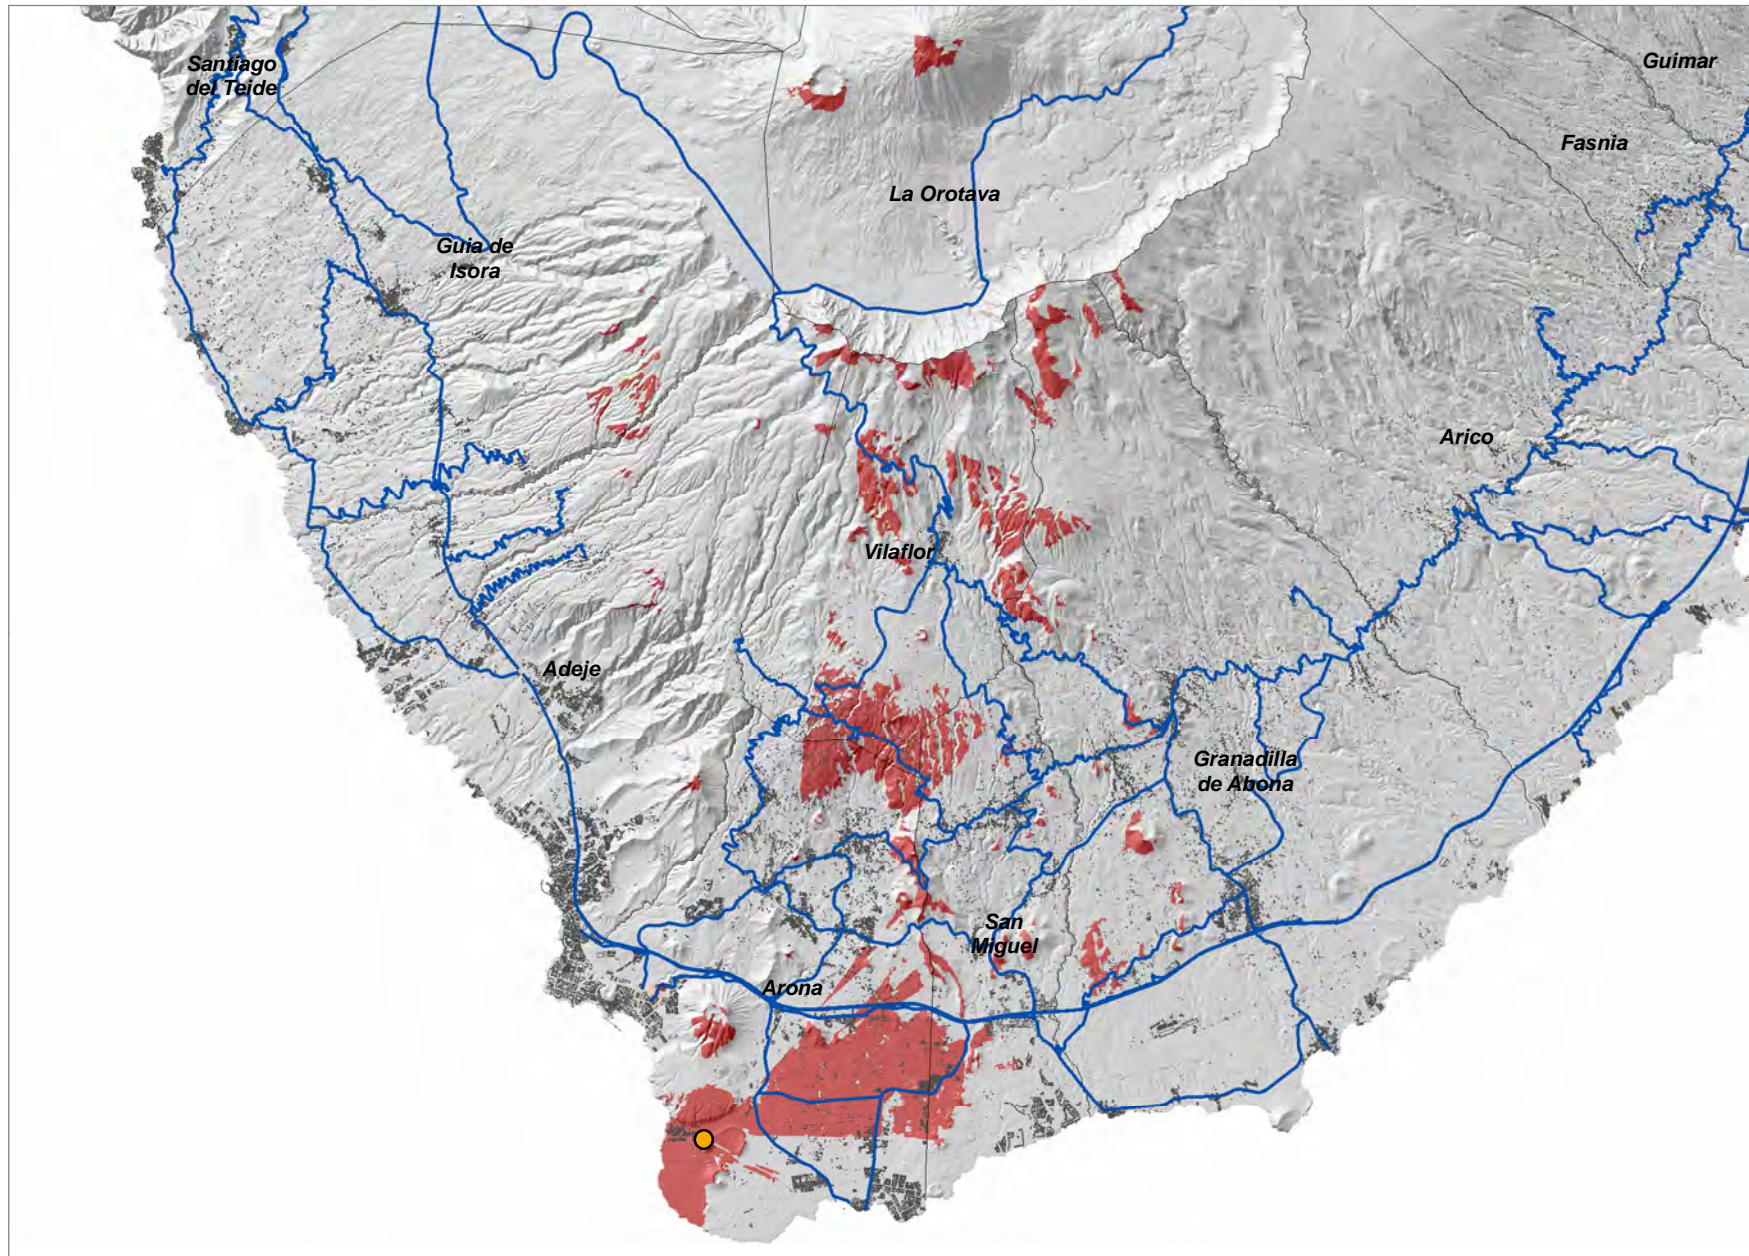 Santiago
del Teide
Guimar
Fasnia
La Orotava
Guia de
Isora
Arico
Vilaflor
Adeje
Granadilla
de Abona
San
Miguel
Arona